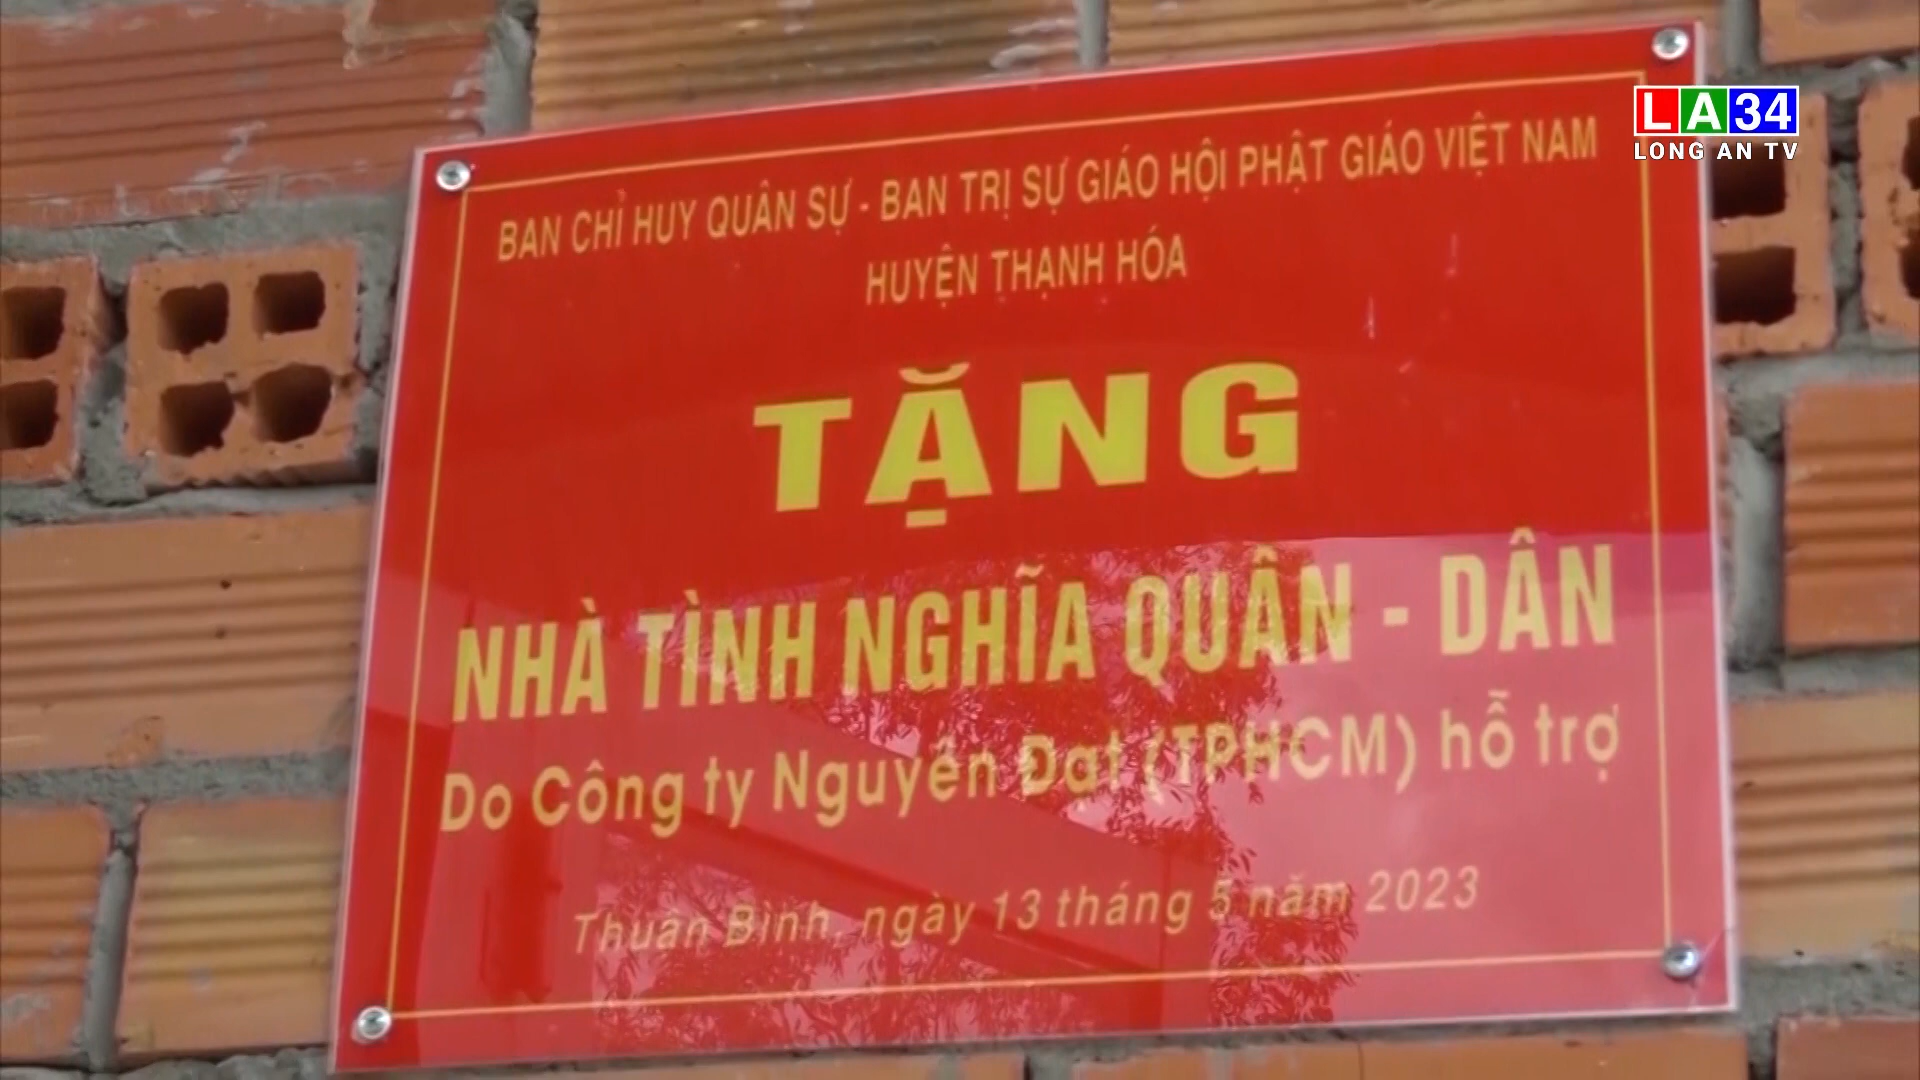 LA34
LONG AN TV
BAN CHỈ HUY QUÂN SỰ - BAN TRỊ SỰ GIÁO HỘI PHẬT GIÁO VIỆT NAM
HUYỆN THẠNH HÓA
TẶNG
NHÀ TÌNH NGHĨA QUÂN - DÂN
Do Công ty Nguyên Đạt (TPHCM) hỗ trợ
Thuận Bình, ngày 13 tháng 5 năm 2023